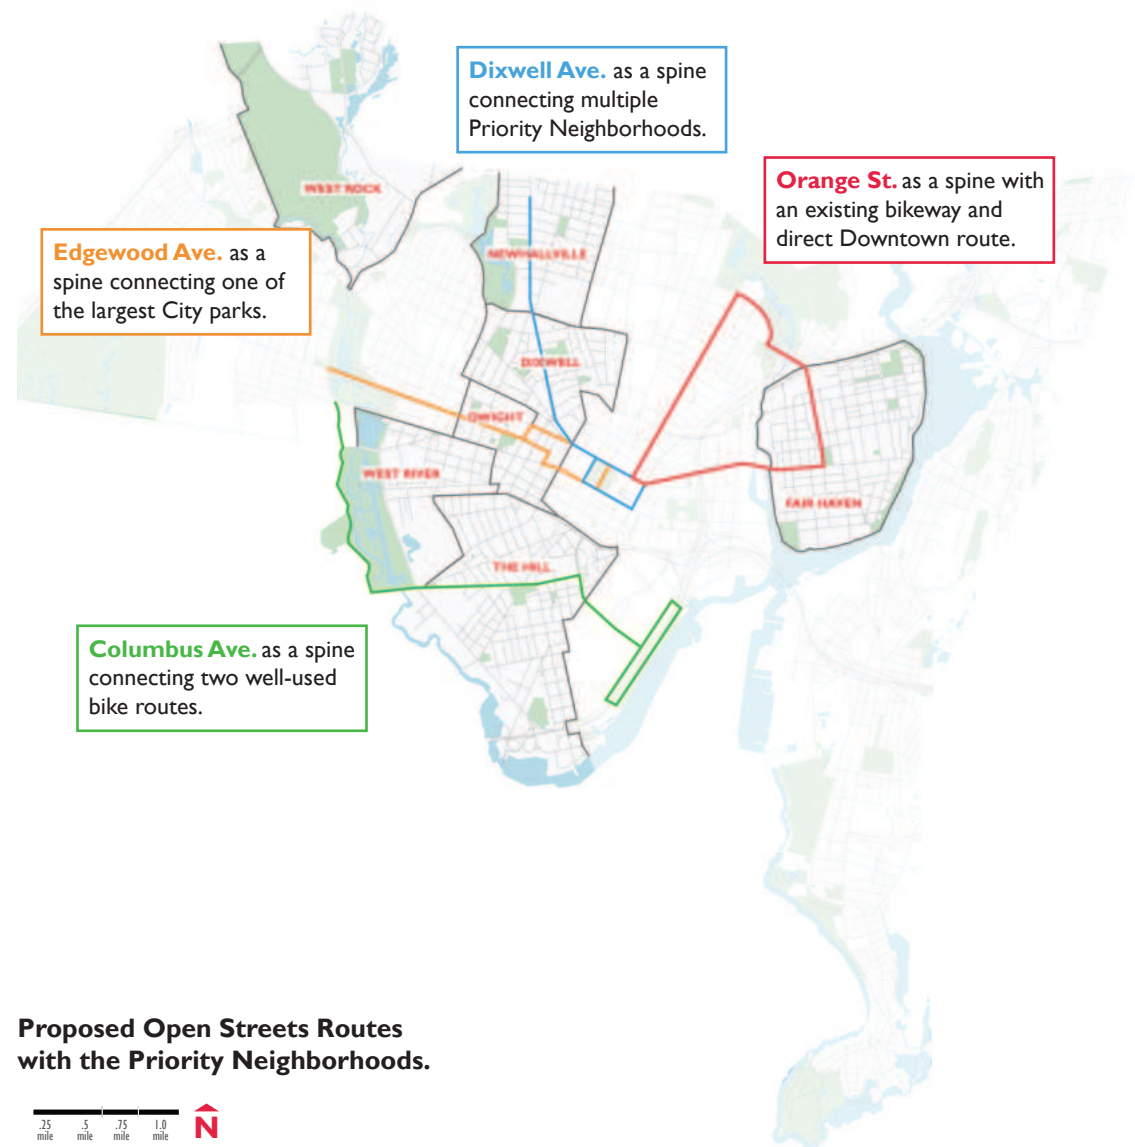 Dixwell Ave. as a spine
connecting multiple
Priority Neighborhoods.
Orange St. as a spine with
an existing bikeway and
direct Downtown route.
WEST ROCK
Edgewood Ave. as a
spine connecting one of
the largest City parks.
NEWHALLVILLE
DIXWELL
DWIGHT
WEST RIVER
FAIR HAVEN
THE HILL
Columbus Ave. as a spine
connecting two well-used
bike routes.
Proposed Open Streets Routes
with the Priority Neighborhoods.
.25 .5 .75 1.0
mile mile mile mile
N